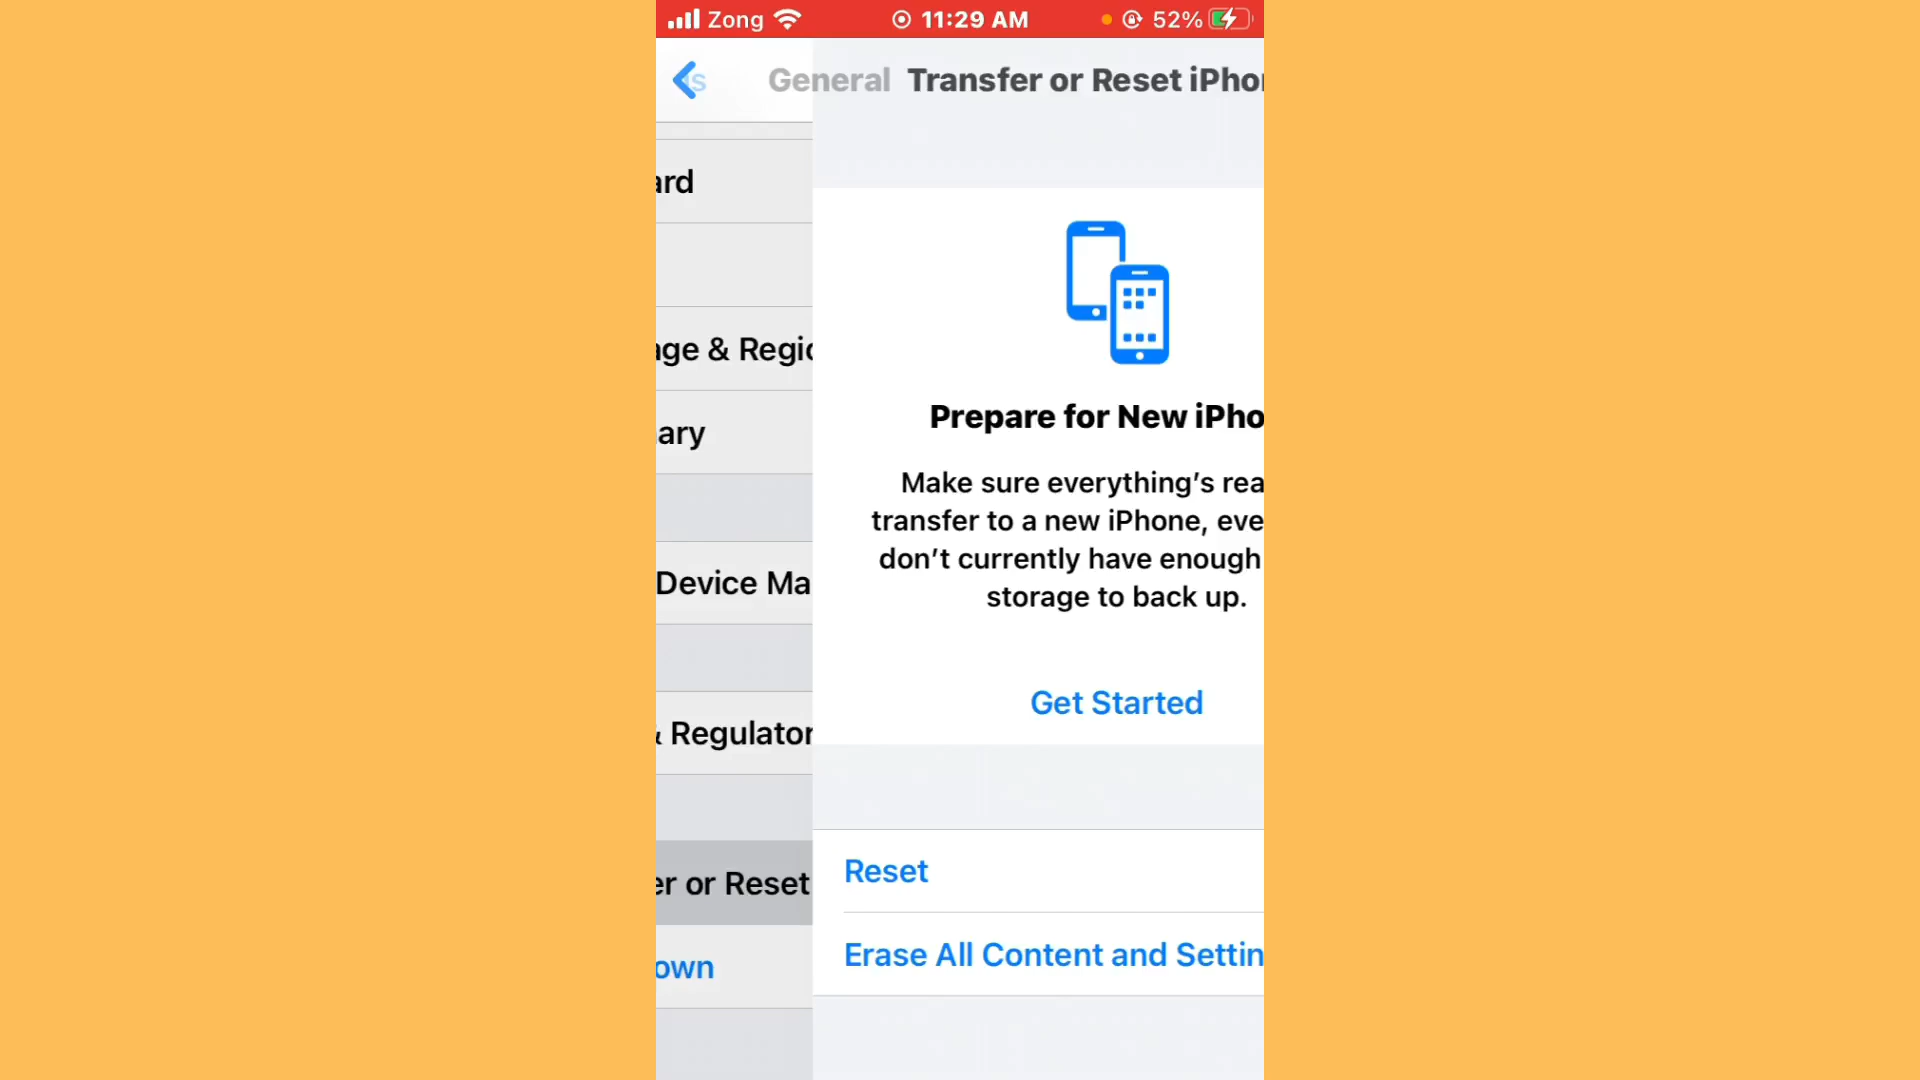 Zong 11:29 AM 52%
s General Transfer or Reset iPho
ard
age & Regio
ary
Device Ma
& Regulator
er or Reset
own
Prepare for New iPho
Make sure everything's rea
transfer to a new iPhone, eve
don't currently have enough
storage to back up.
Get Started
Reset
Erase All Content and Settin